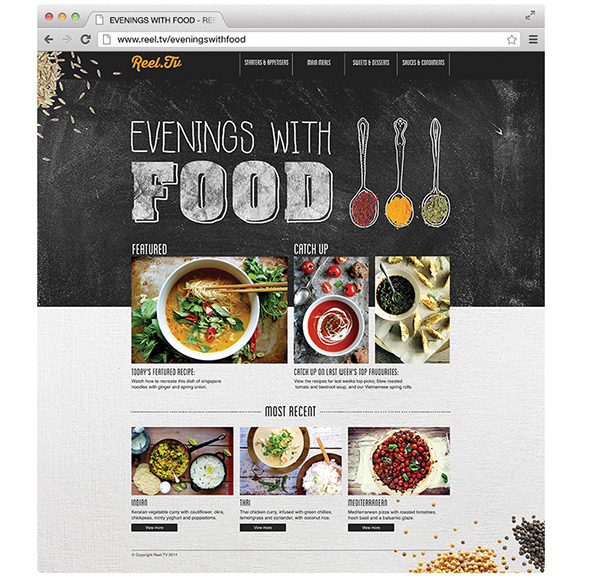 EVENINGS WITH FOOD - REE
www.reel.tv/eveningswithfood
Reel.Tv
STARTERS & APPETISERS
MAIN MEALS
SWEETS & DESSERTS
SAUCES & CONDIMENTS
EVENINGS WITH
FOOD
FEATURED
CATCH UP
TODAY'S FEATURED RECIPE:
Watch how to recreate this dish of singapore
noodles with ginger and spring onion.
CATCH UP ON LAST WEEK'S TOP FAVOURITES:
View the recipes for last weeks top picks; Slow roasted
tomato and beetroot soup, and our Vietnamese spring rolls.
MOST RECENT
INDIAN
Keralan vegetable curry with cauliflower, okra,
chickpeas, minty yoghurt and poppadoms.
View more
THAI
Thai chicken curry, infused with green chillies,
lemongrass and coriander, with coconut rice.
View more
MEDITERRANEAN
Mediterranean pizza with roasted tomatoes,
fresh basil and a balsamic glaze.
View more
© Copyright Reel TV 2014